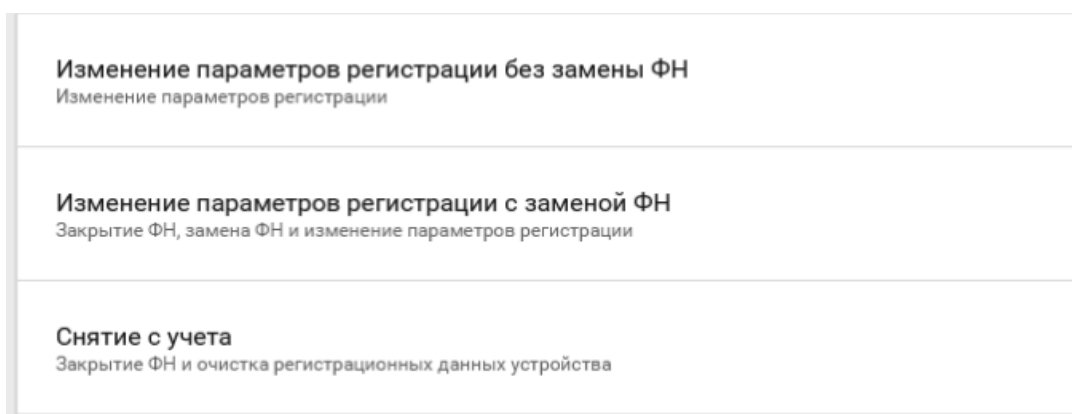 Изменение параметров регистрации без замены ФН
Изменение параметров регистрации
Изменение параметров регистрации с заменой ФН
Закрытие ФН, замена ФН и изменение параметров регистрации
Снятие с учета
Закрытие ФН и очистка регистрационных данных устройства